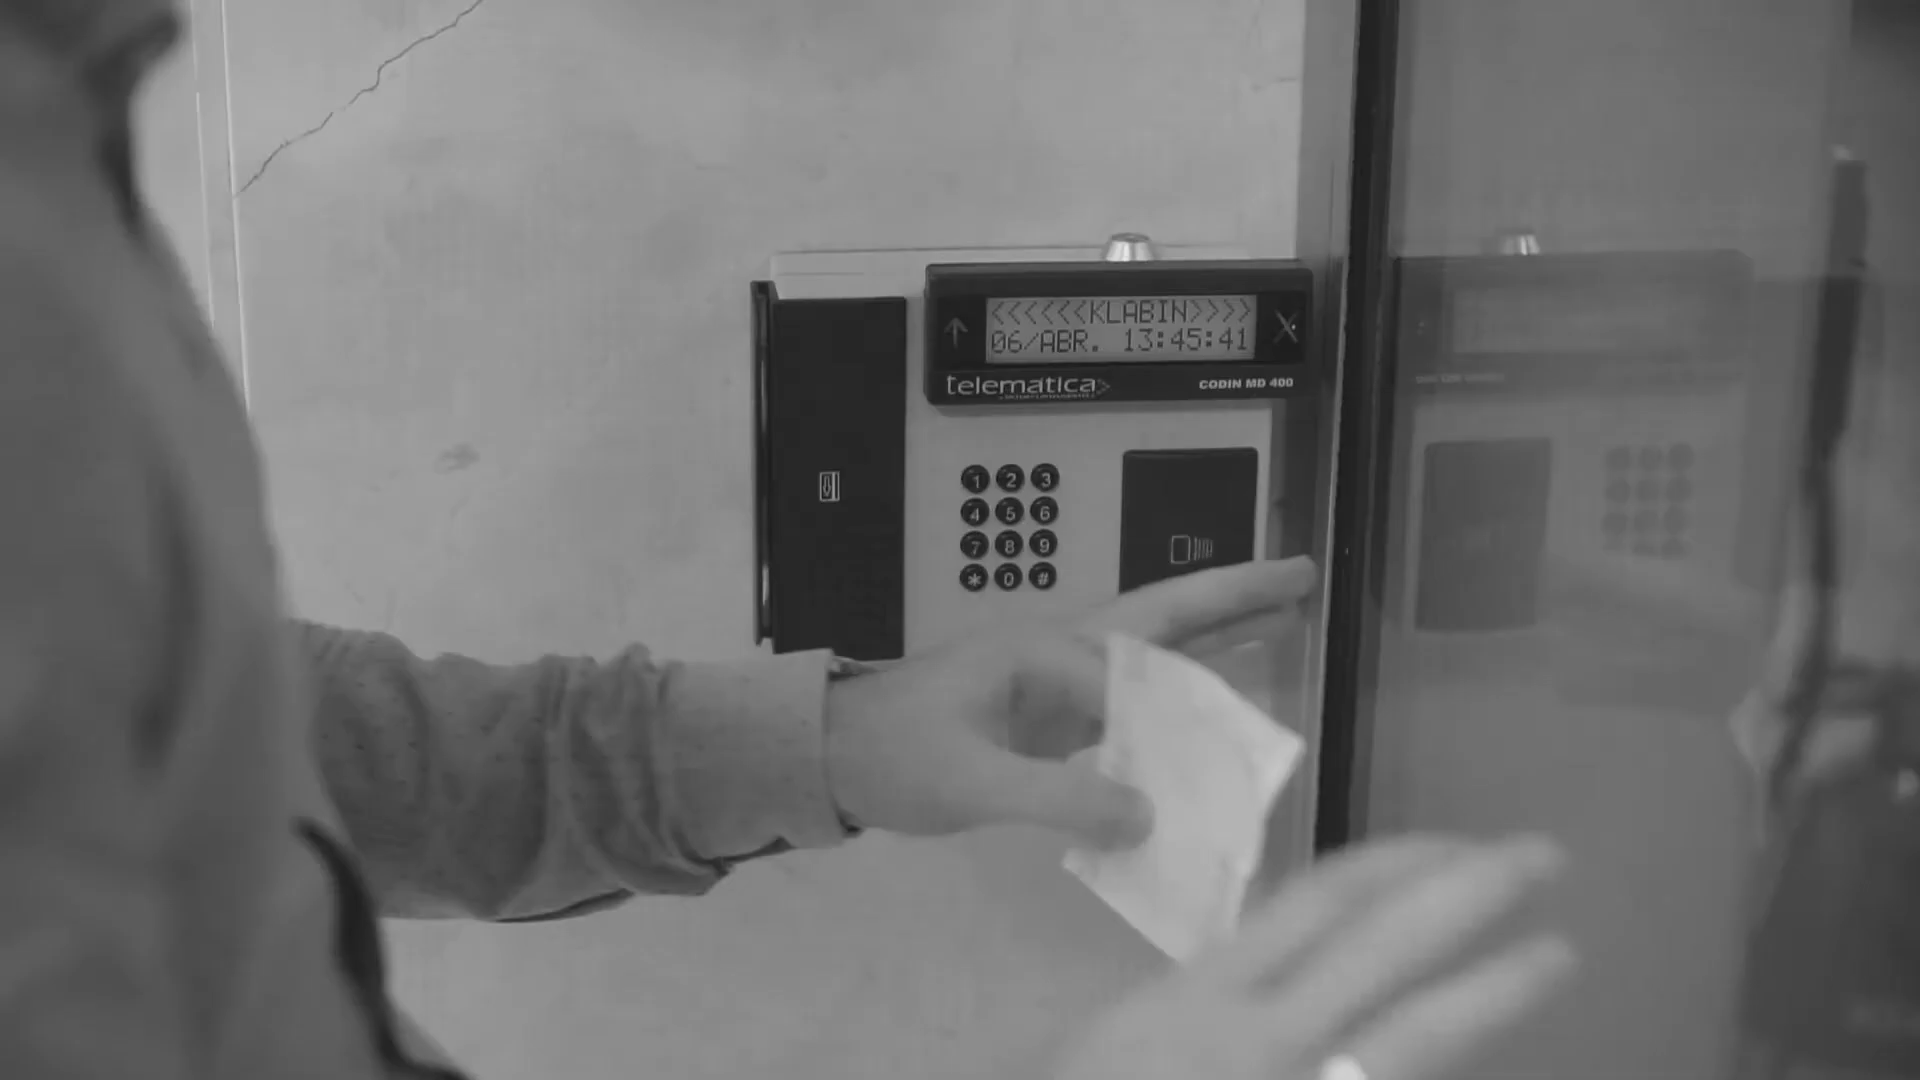 <<<<<<KLABIN>>>>
06/ABR. 13:45:41
telemática
CODIN MD 400
1 2 3
4 5 6
7 8 9
* 0 #